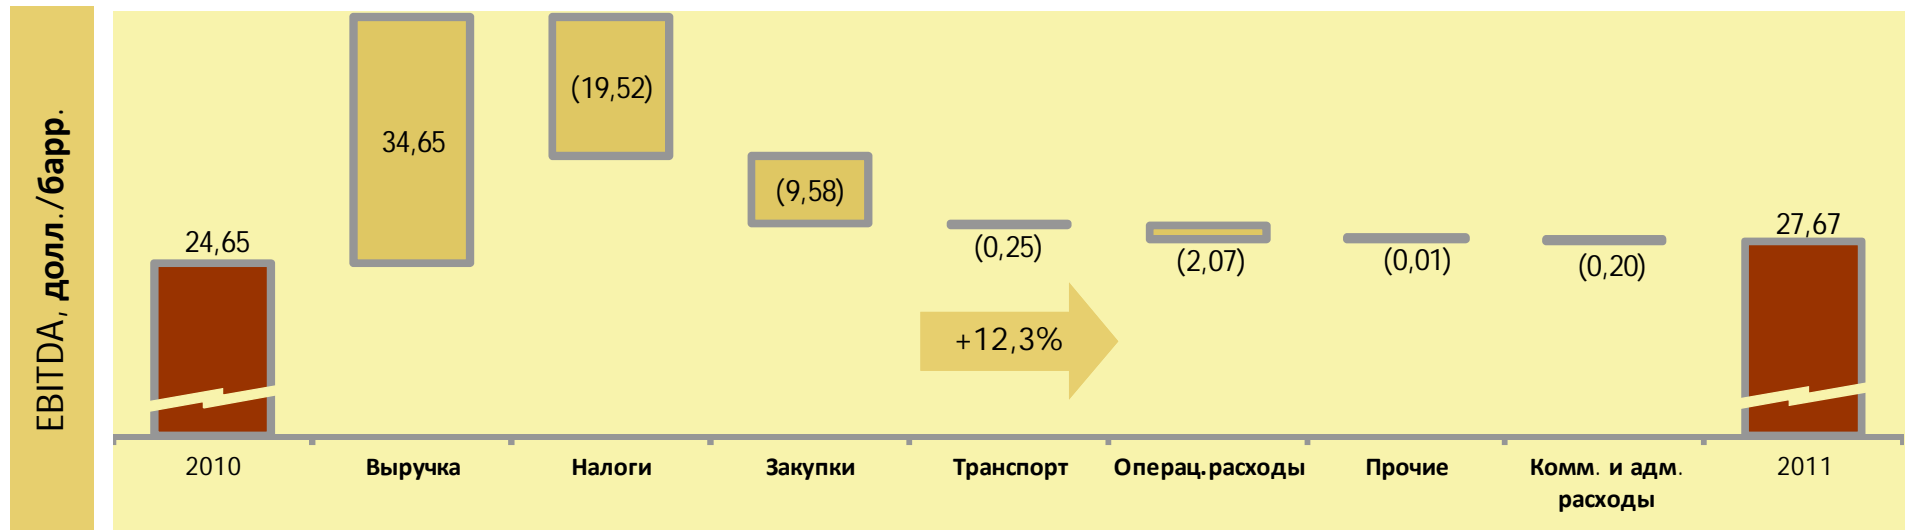 EBITDA, долл./барр.
24,65
34,65
(19,52)
(9,58)
(0,25)
(2,07)
(0,01)
(0,20)
27,67
+12,3%
2010
Выручка
Налоги
Закупки
Транспорт
Операц.расходы
Прочие
Комм. и адм.
расходы
2011